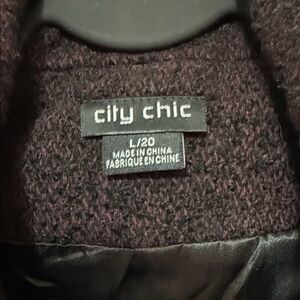 city chic
L/20
MADE IN CHINA
FABRIQUE EN CHINE